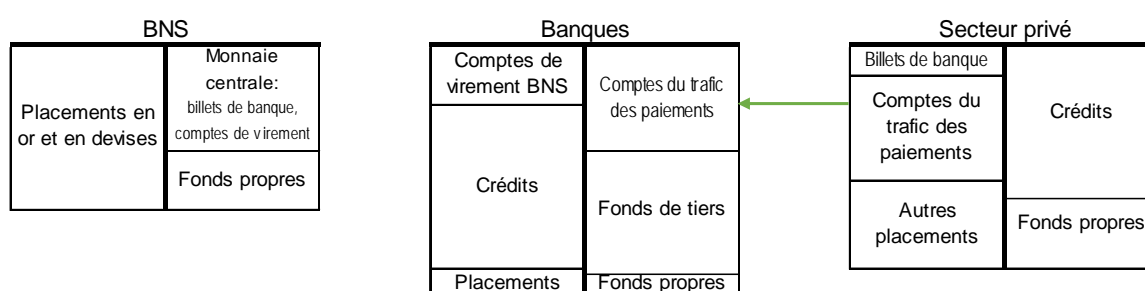 BNS
Placements en
or et en devises
Monnaie
centrale:
billets de banque,
comptes de virement
Fonds propres
Banques
Comptes de
virement BNS
Crédits
Placements
Comptes du trafic
des paiements
Fonds de tiers
Fonds propres
Secteur privé
Billets de banque
Comptes du
trafic des
paiements
Autres
placements
Crédits
Fonds propres